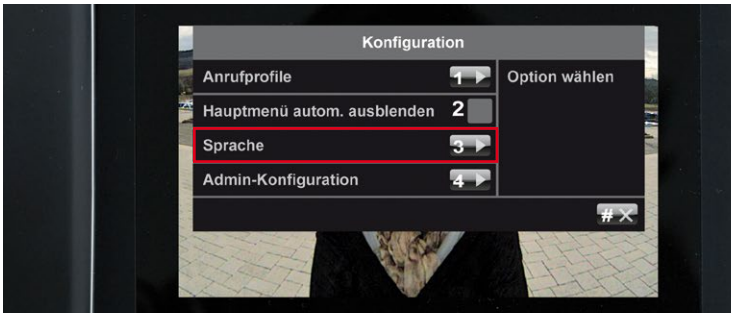 Konfiguration
Anrufprofile 1 Option wählen
Hauptmenü autom. ausblenden 2
Sprache 3
Admin-Konfiguration 4
#